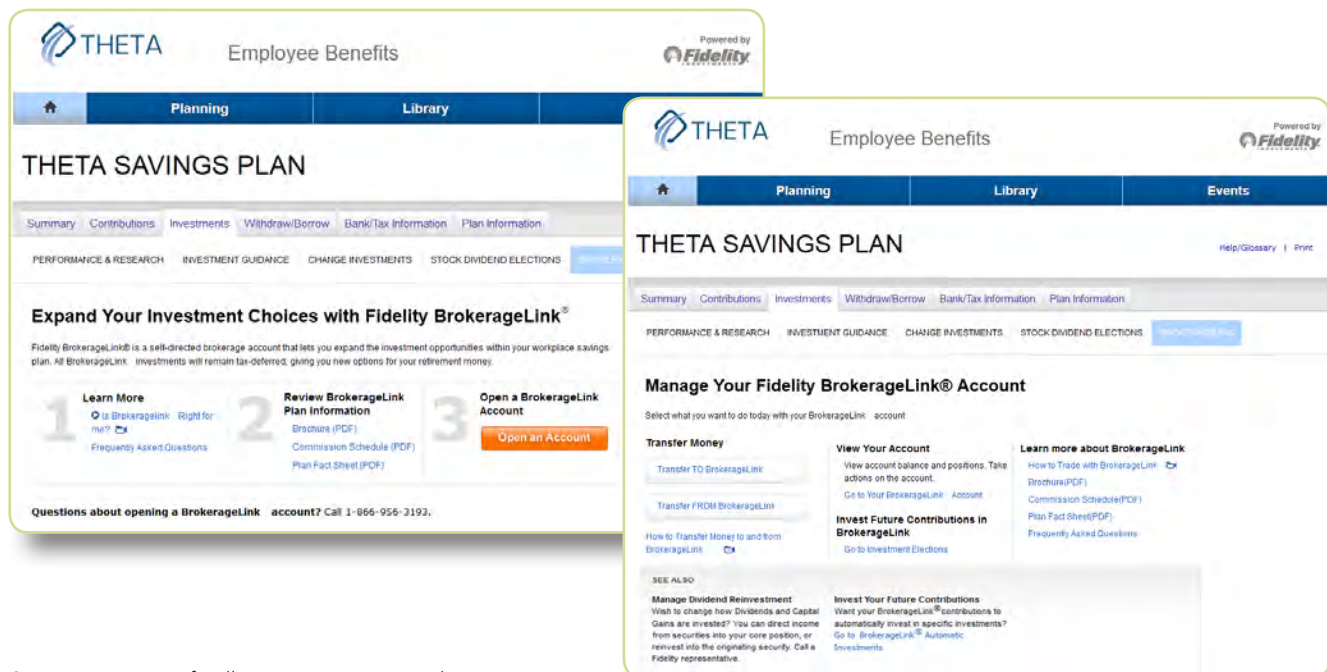 THETA
Employee Benefits
Powered by
Fidelity
INVESTMENTS
Planning
Library
THETA SAVINGS PLAN
Summary Contributions Investments Withdraw/Borrow Bank/Tax Information Plan Information
PERFORMANCE & RESEARCH INVESTMENT GUIDANCE CHANGE INVESTMENTS STOCK DIVIDEND ELECTIONS
Expand Your Investment Choices with Fidelity BrokerageLink®
Fidelity BrokerageLink® is a self-directed brokerage account that lets you expand the investment opportunities within your workplace savings
plan. All BrokerageLink investments will remain tax-deferred, giving you new options for your retirement money.
1
Learn More
Is Brokeragelink Right for
me?
Frequently Asked Questions
2
Review BrokerageLink
Plan Information
Brochure (PDF)
Commission Schedule (PDF)
Plan Fact Sheet (PDF)
3
Open a BrokerageLink
Account
Open an Account
Questions about opening a BrokerageLink account? Call 1-866-956-3193.
THETA
Employee Benefits
Powered by
Fidelity
INVESTMENTS
Planning
Library
Events
THETA SAVINGS PLAN
Help/Glossary | Print
Summary Contributions Investments Withdraw/Borrow Bank/Tax Information Plan Information
PERFORMANCE & RESEARCH INVESTMENT GUIDANCE CHANGE INVESTMENTS STOCK DIVIDEND ELECTIONS
Manage Your Fidelity BrokerageLink® Account
Select what you want to do today with your BrokerageLink account
Transfer Money
Transfer TO BrokerageLink
Transfer FROM BrokerageLink
How to Transfer Money to and from
BrokerageLink
View Your Account
View account balance and positions. Take
actions on the account.
Go to Your BrokerageLink Account
Invest Future Contributions in
BrokerageLink
Go to Investment Elections
Learn more about BrokerageLink
How to Trade with BrokerageLink
Brochure(PDF)
Commission Schedule(PDF)
Plan Fact Sheet(PDF)
Frequently Asked Questions
SEE ALSO
Manage Dividend Reinvestment
Wish to change how Dividends and Capital
Gains are invested? You can direct income
from securities into your core position, or
reinvest into the originating security. Call a
Fidelity representative.
Invest Your Future Contributions
Want your BrokerageLink® contributions to
automatically invest in specific investments?
Go to BrokerageLink® Automatic
Investments